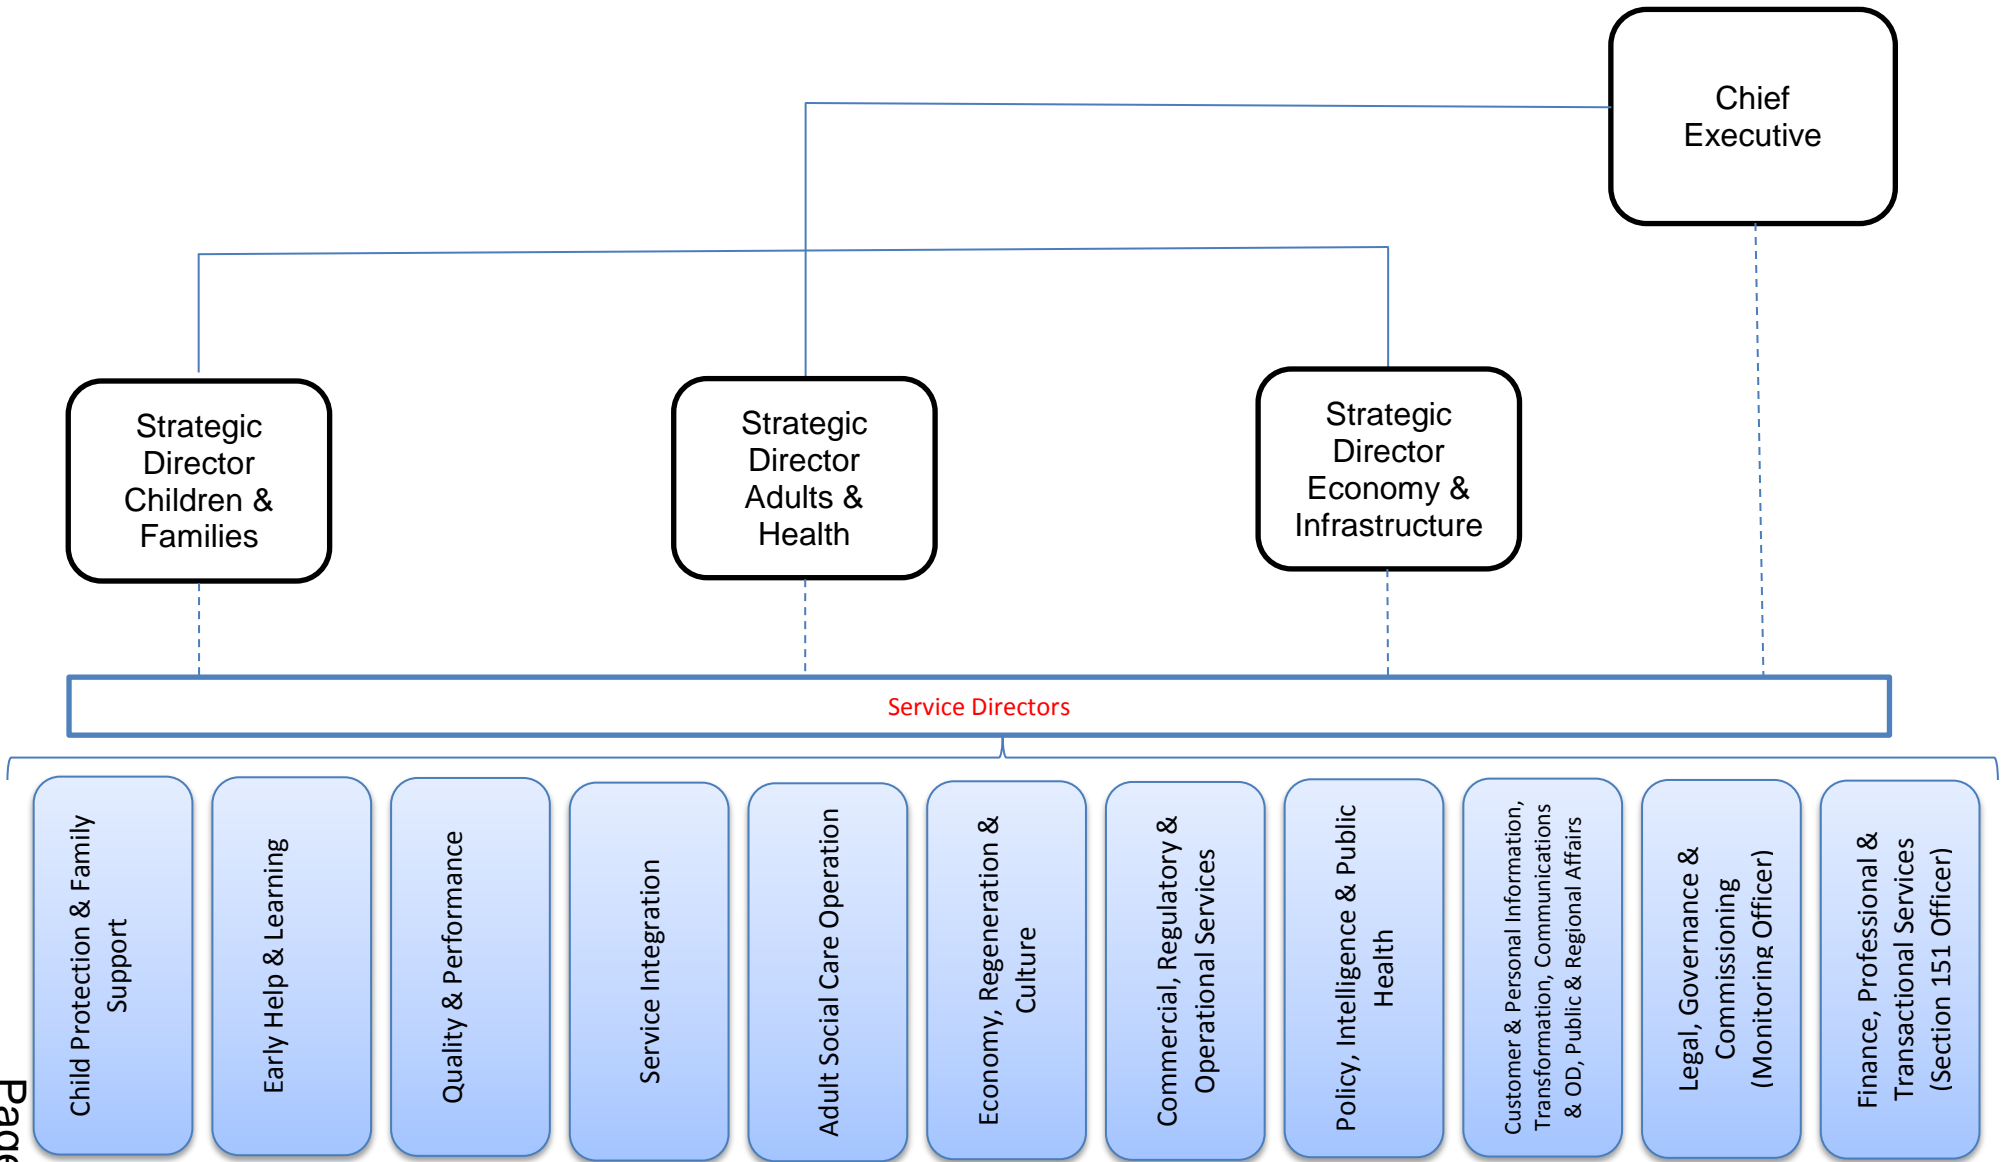 Chief
Executive
Strategic
Director
Children &
Families
Strategic
Director
Adults &
Health
Strategic
Director
Economy &
Infrastructure
Service Directors
Child Protection & Family
Support
Early Help & Learning
Quality & Performance
Service Integration
Adult Social Care Operation
Economy, Regeneration &
Culture
Commercial, Regulatory &
Operational Services
Policy, Intelligence & Public
Health
Customer & Personal Information,
Transformation, Communications
& OD, Public & Regional Affairs
Legal, Governance &
Commissioning
(Monitoring Officer)
Finance, Professional &
Transactional Services
(Section 151 Officer)
Page